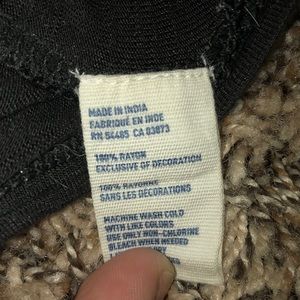 MADE IN INDIA
FABRIQUÉ EN INDE
RN 54485 CA 03873
100% RAYON
EXCLUSIVE OF DECORATION
100% RAYONNE
SANS LES DÉCORATIONS
MACHINE WASH COLD
WITH LIKE COLORS
USE ONLY NON-CHLORINE
BLEACH WHEN NEEDED
DRY